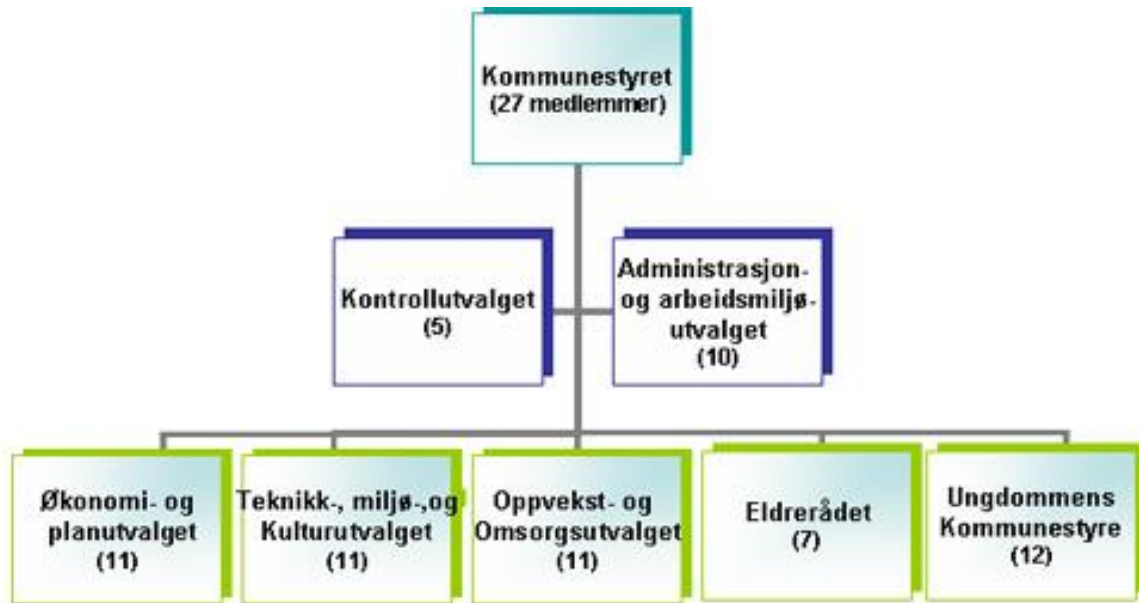 Kommunestyret
(27 medlemmer)
Kontrollutvalget
(5)
Administrasjon-
og arbeidsmiljø-
utvalget
(10)
Økonomi- og
planutvalget
(11)
Teknikk-, miljø-,og
Kulturutvalget
(11)
Oppvekst- og
Omsorgsutvalget
(11)
Eldrerådet
(7)
Ungdommens
Kommunestyre
(12)